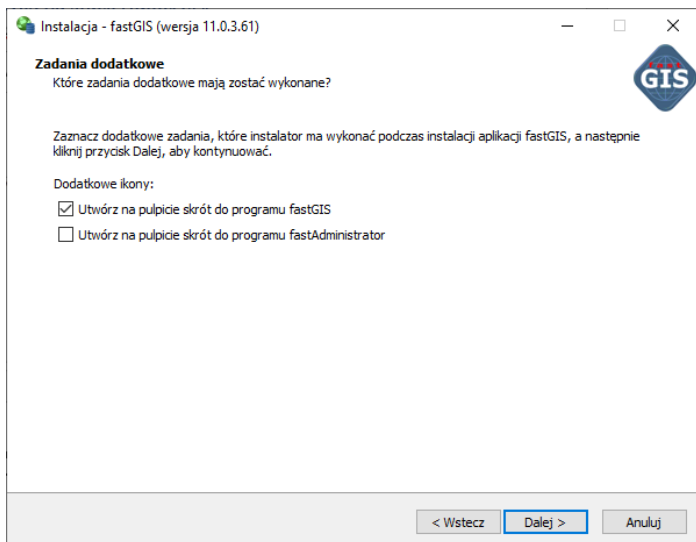 Instalacja - fastGIS (wersja 11.0.3.61)
Zadania dodatkowe
Które zadania dodatkowe mają zostać wykonane?
GIS
Zaznacz dodatkowe zadania, które instalator ma wykonać podczas instalacji aplikacji fastGIS, a następnie
kliknij przycisk Dalej, aby kontynuować.
Dodatkowe ikony:
Utwórz na pulpicie skrót do programu fastGIS
Utwórz na pulpicie skrót do programu fastAdministrator
< Wstecz
Dalej >
Anuluj